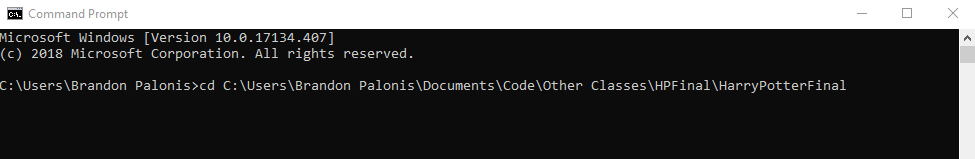 Command Prompt
Microsoft Windows [Version 10.0.17134.407]
(c) 2018 Microsoft Corporation. All rights reserved.
C:\Users\Brandon Palonis>cd C:\Users\Brandon Palonis\Documents\Code\Other Classes\HPFinal\HarryPotterFinal